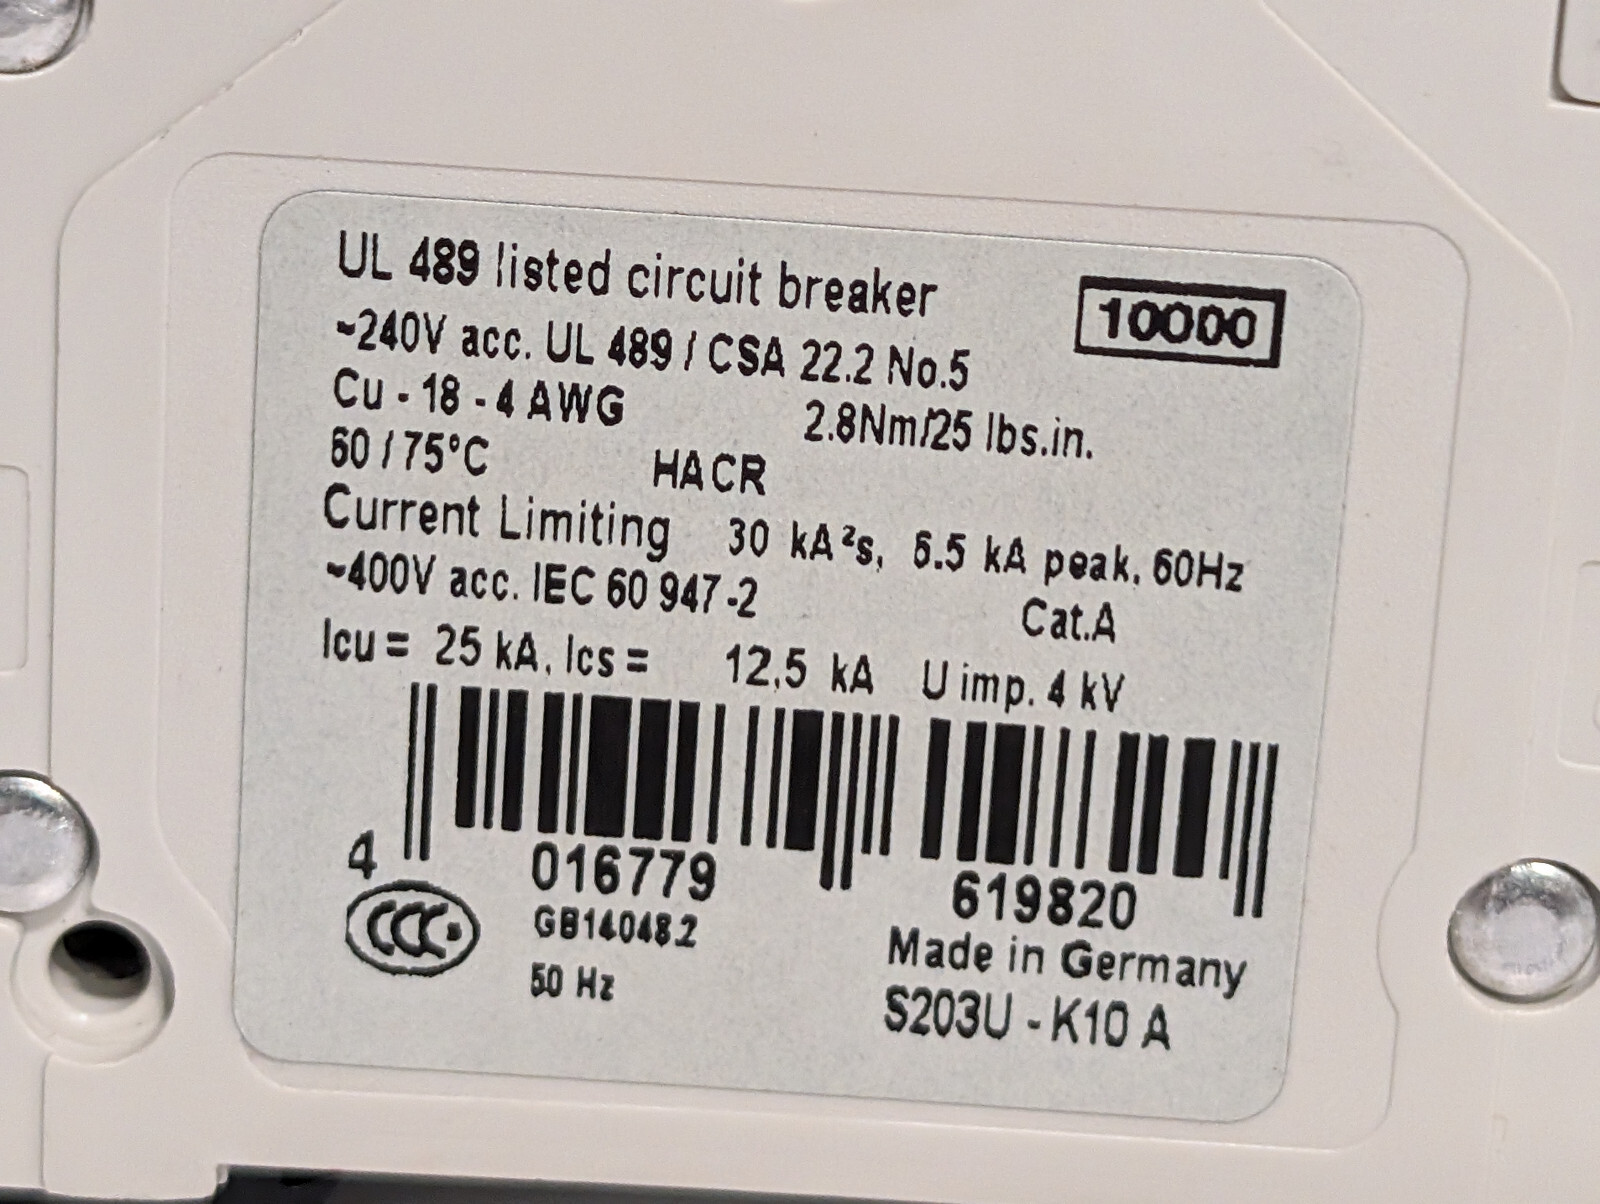 UL 489 listed circuit breaker
10000
~240V acc. UL 489 / CSA 22.2 No.5
Cu - 18 - 4 AWG 2.8Nm/25 lbs.in.
60 / 75°C HACR
Current Limiting 30 kA²s, 6.5 kA peak, 60Hz
~400V acc. IEC 60 947-2 Cat.A
Icu = 25 kA, Ics = 12,5 kA U imp. 4 kV
4 016779 619820
CCC GB14048.2 Made in Germany
50 Hz S203U - K10 A